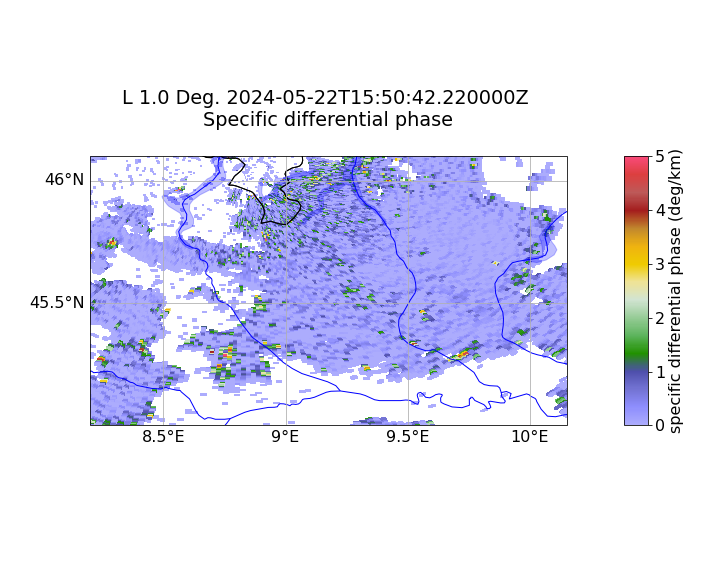 L 1.0 Deg. 2024-05-22T15:50:42.220000Z
Specific differential phase
46°N
45.5°N
8.5°E
9°E
9.5°E
10°E
5
4
3
2
1
0
specific differential phase (deg/km)